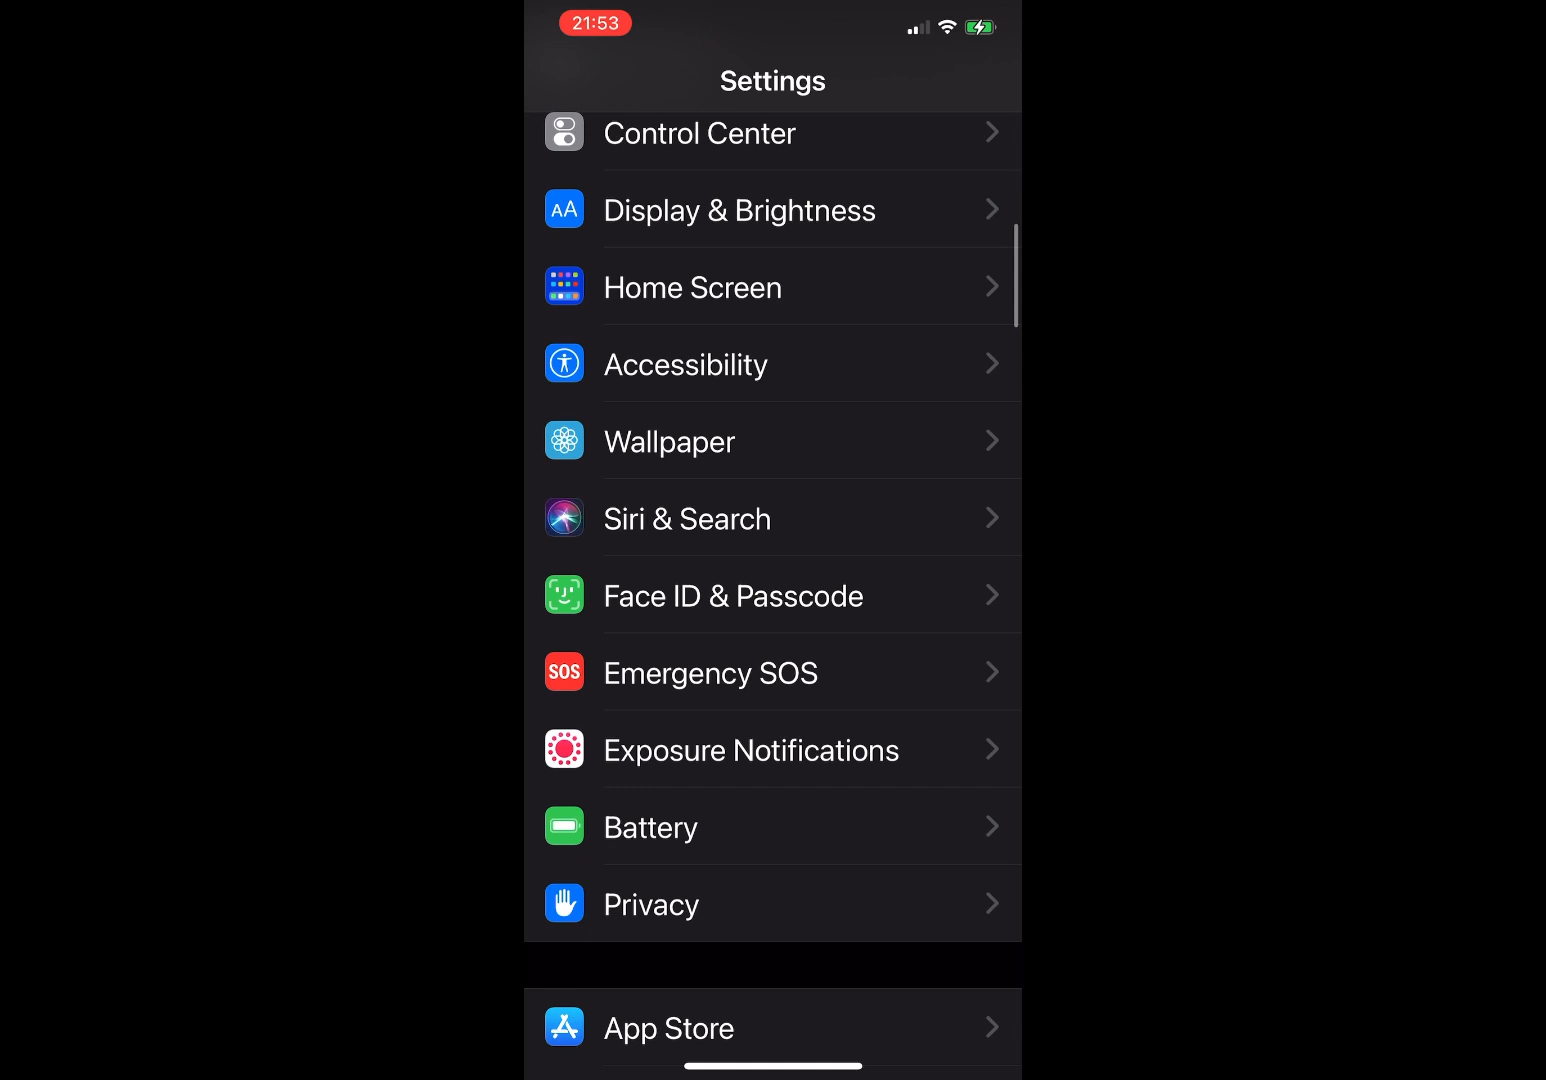 21:53
Settings
Control Center
AA Display & Brightness
Home Screen
Accessibility
Wallpaper
Siri & Search
Face ID & Passcode
SOS Emergency SOS
Exposure Notifications
Battery
Privacy
App Store